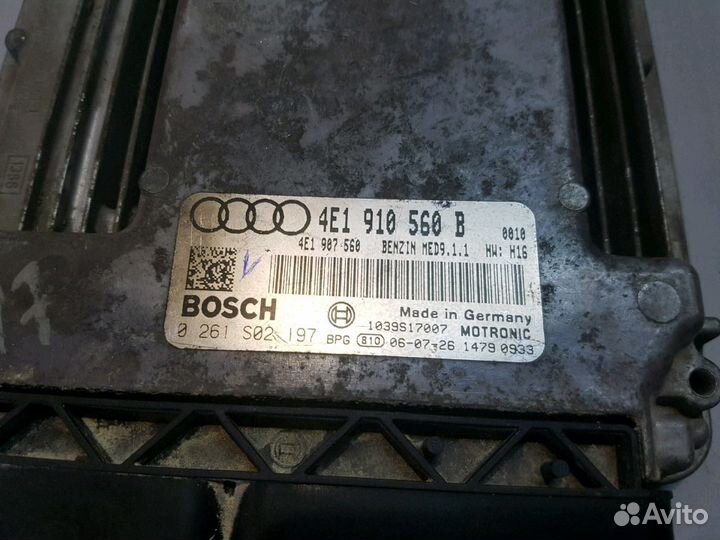 4E1 910 560 B 0010
4E1 907 560 BENZIN MED9.1.1 HW: H16
BOSCH Made in Germany
1039S17007 MOTRONIC
0 261 S02 197 BPG 810 06-07-26 1479 0933
Avito